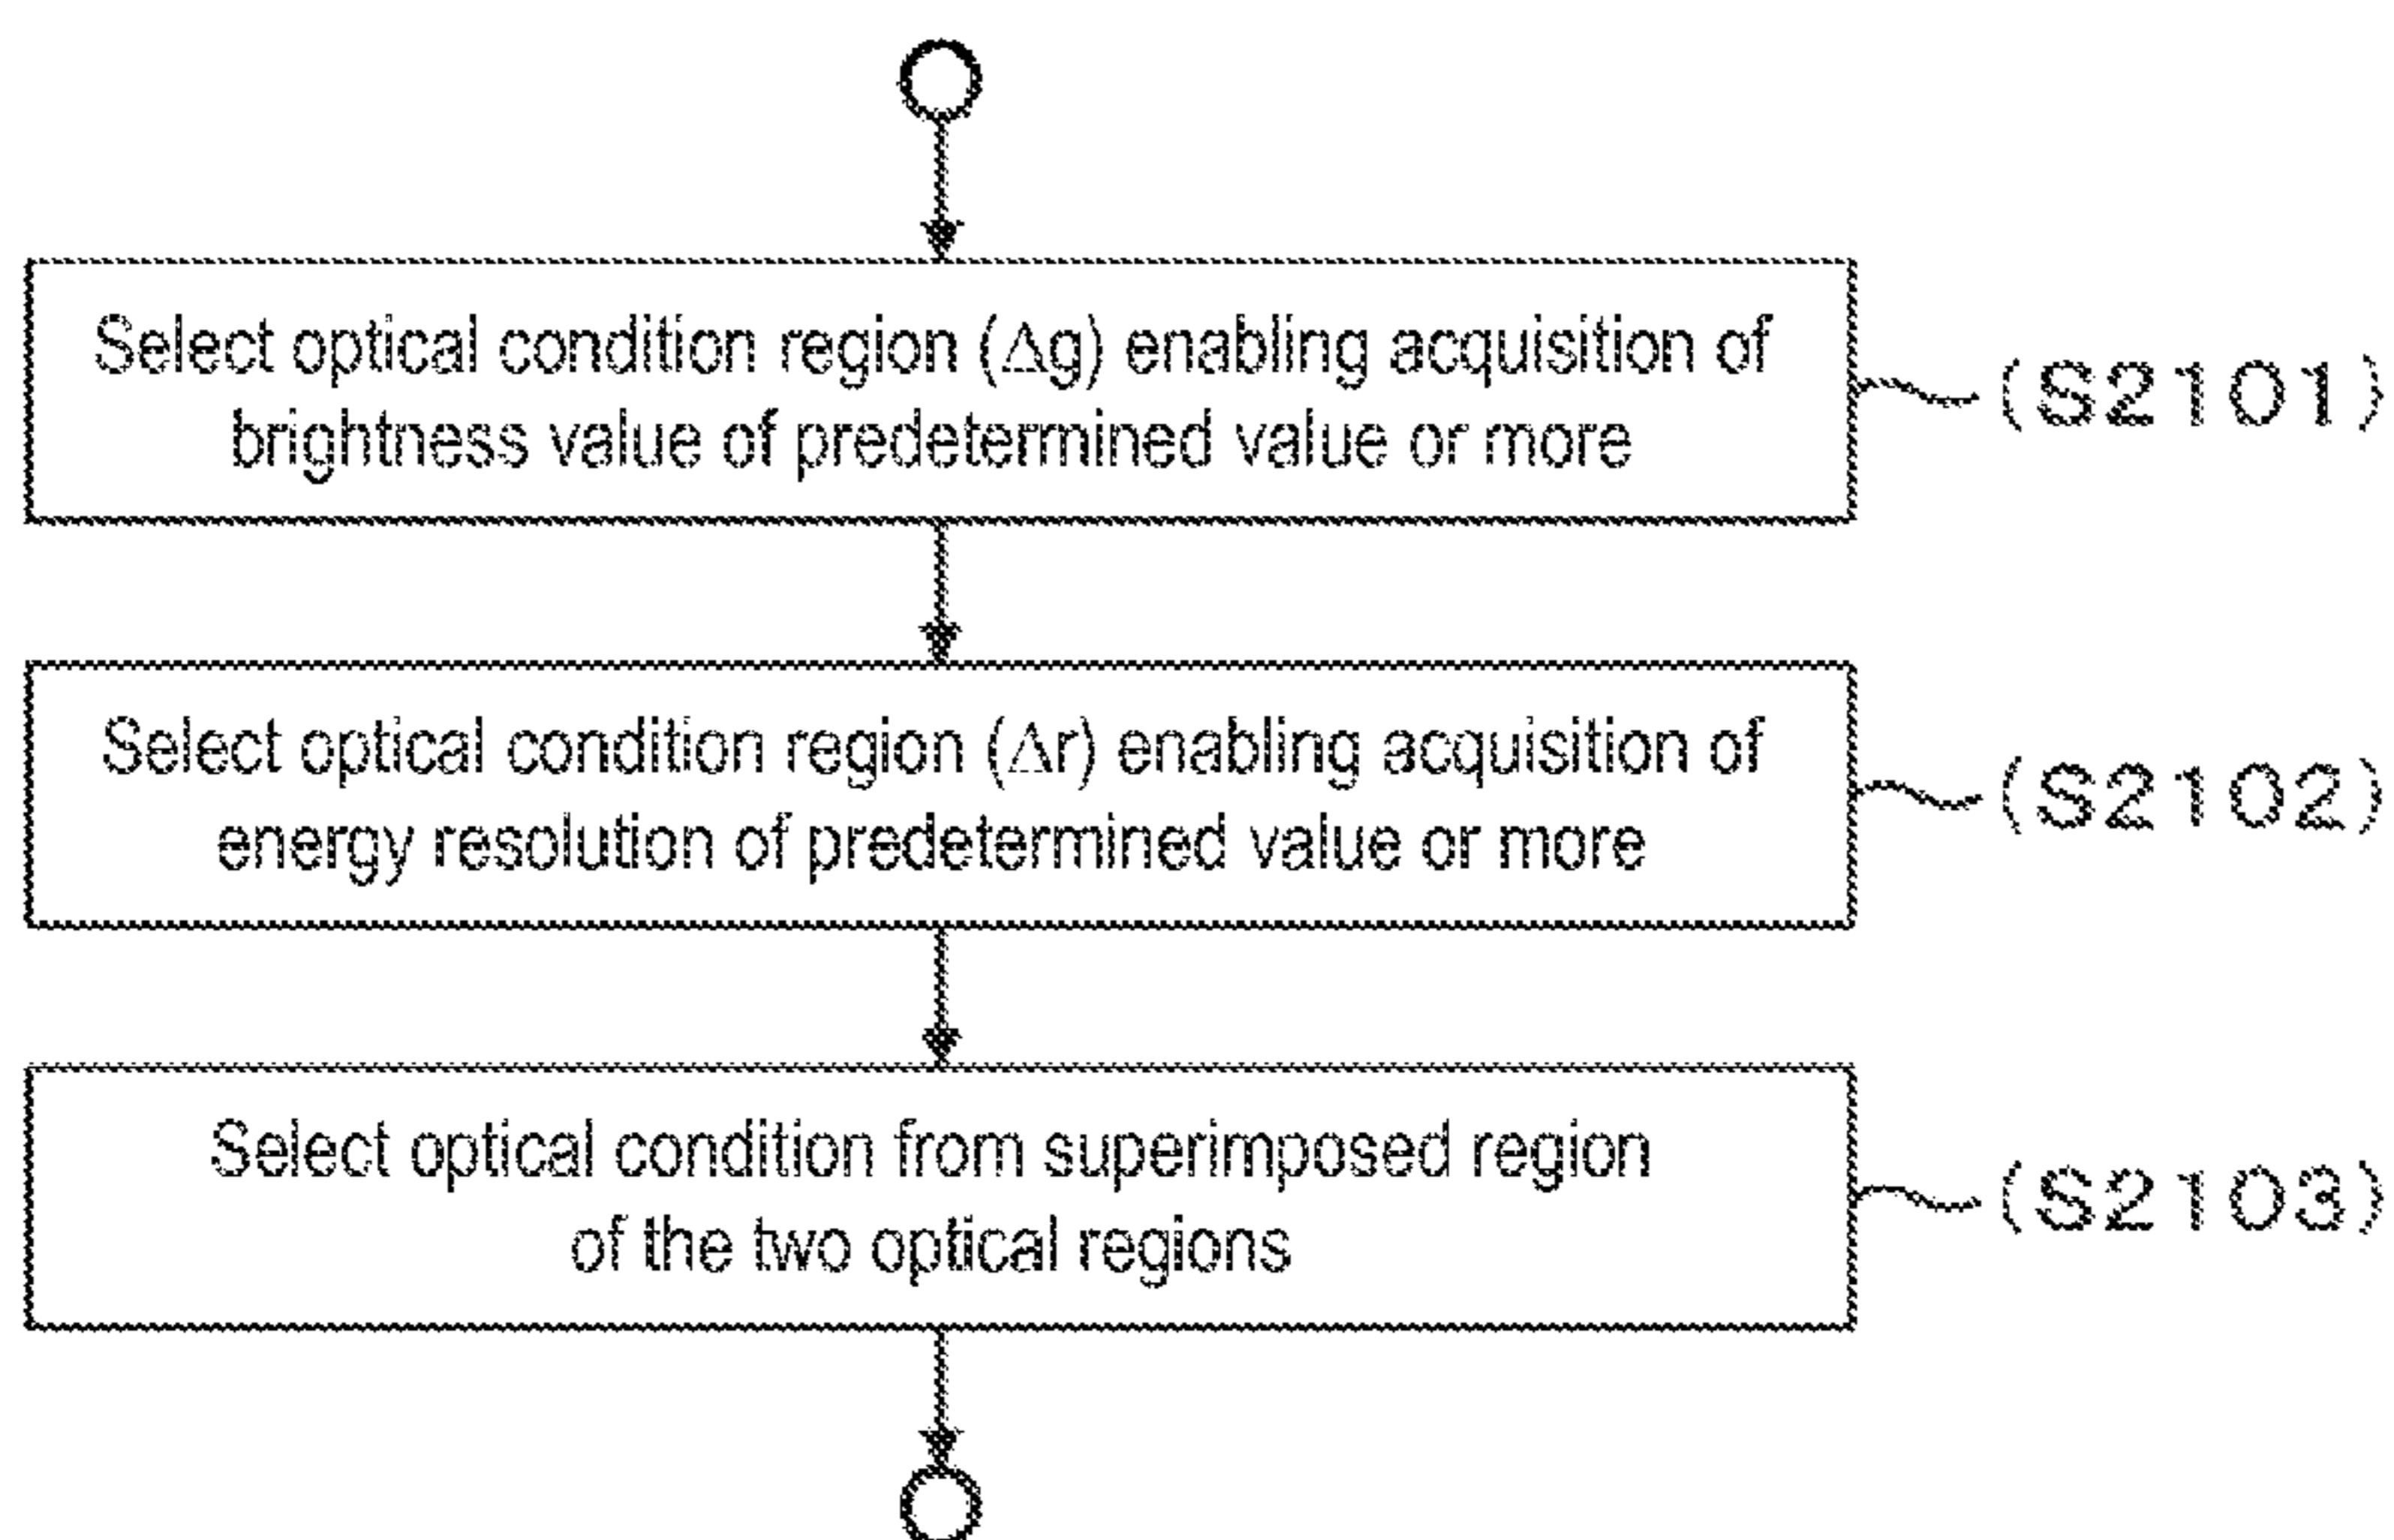 Select optical condition region (Δg) enabling acquisition of
brightness value of predetermined value or more
(S2101)
Select optical condition region (Δr) enabling acquisition of
energy resolution of predetermined value or more
(S2102)
Select optical condition from superimposed region
of the two optical regions
(S2103)